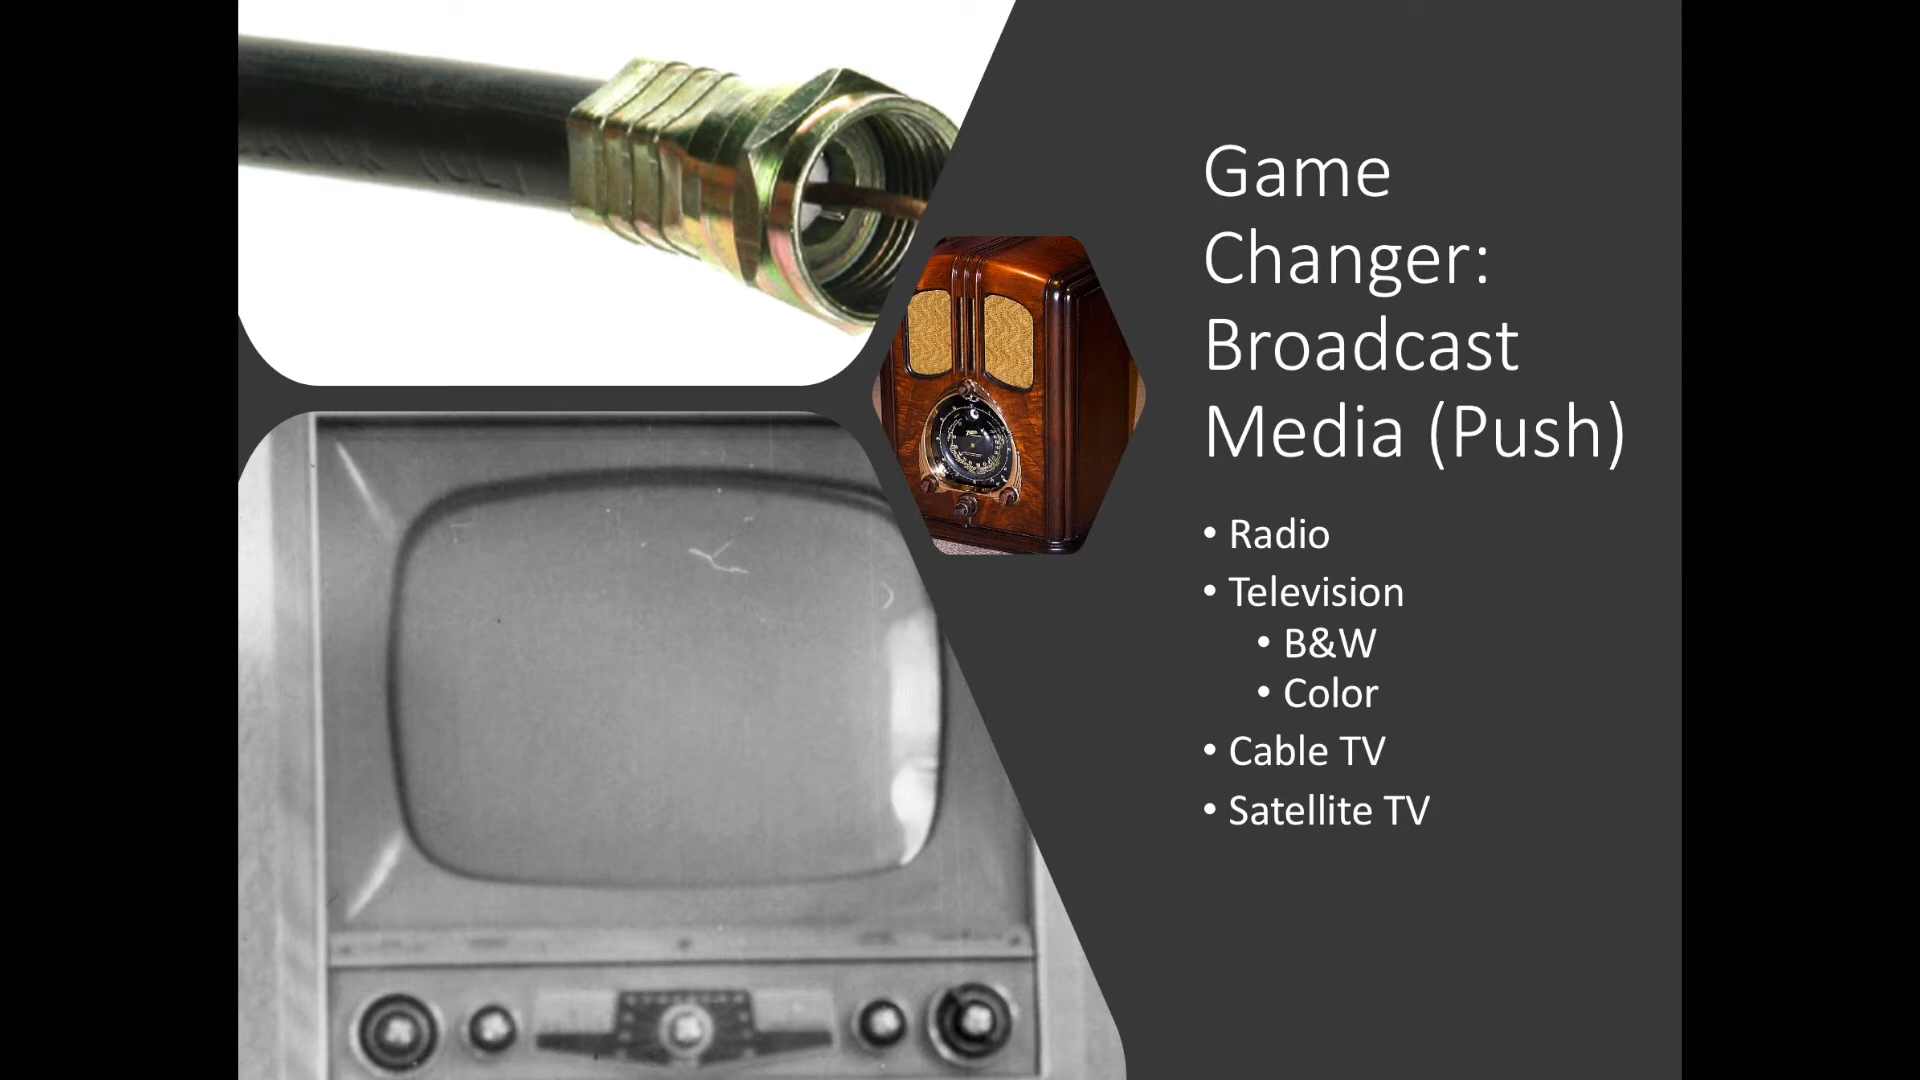 Game
Changer:
Broadcast
Media (Push)
• Radio
• Television
• B&W
• Color
• Cable TV
• Satellite TV